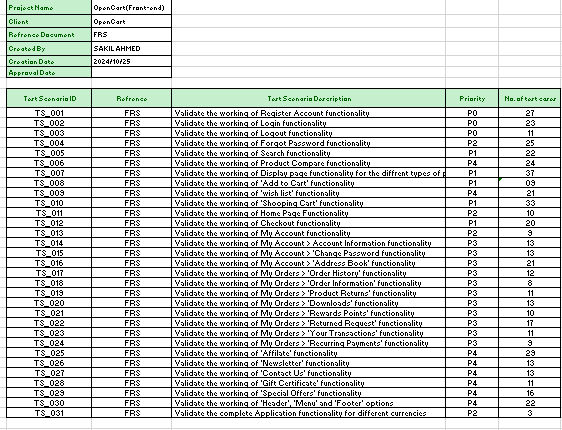 Project Name OpenCart(Front-end)
Client OpenCart
Refrence Document FRS
Created By SAKIL AHMED
Creation Date 2024/10/25
Approval Date
Test Scenario ID Refrence Test Scenario Description Priority No. of test cases
TS_001 FRS Validate the working of Register Account functionality P0 27
TS_002 FRS Validate the working of Login functionality P0 23
TS_003 FRS Validate the working of Logout functionality P0 11
TS_004 FRS Validate the working of Forgot Password functionality P2 25
TS_005 FRS Validate the working of Search functionality P1 22
TS_006 FRS Validate the working of Product Compare functionality P4 24
TS_007 FRS Validate the working of Display page functionality for the diffrent types of p P1 37
TS_008 FRS Validate the working of 'Add to Cart' functionality P1 09
TS_009 FRS Validate the working of 'wish list' functionality P4 21
TS_010 FRS Validate the working of 'Shooping Cart' functionality P1 33
TS_011 FRS Validate the working of Home Page Functionality P2 10
TS_012 FRS Validate the working of Checkout functionality P1 20
TS_013 FRS Validate the working of My Account functionality P2 9
TS_014 FRS Validate the working of My Account > Account Information functionality P3 13
TS_015 FRS Validate the working of My Account > 'Change Password functionality P3 13
TS_016 FRS Validate the working of My Account > 'Address Book' functionality P3 21
TS_017 FRS Validate the working of My Orders > 'Order History' functionality P3 12
TS_018 FRS Validate the working of My Orders > 'Order Information' functionality P3 8
TS_019 FRS Validate the working of My Orders > 'Product Returns' functionality P3 11
TS_020 FRS Validate the working of My Orders > 'Downloads' functionality P3 13
TS_021 FRS Validate the working of My Orders > 'Rewards Points' functionality P3 10
TS_022 FRS Validate the working of My Orders > 'Returned Request' functionality P3 17
TS_023 FRS Validate the working of My Orders > 'Your Transactions' functionality P3 11
TS_024 FRS Validate the working of My Orders > 'Recurring Payments' functionality P3 9
TS_025 FRS Validate the working of 'Affilate' functionality P4 29
TS_026 FRS Validate the working of 'Newsletter' functionality P4 13
TS_027 FRS Validate the working of 'Contact Us' functionality P4 13
TS_028 FRS Validate the working of 'Gift Certificate' functionality P4 11
TS_029 FRS Validate the working of 'Special Offers' functionality P4 16
TS_030 FRS Validate the working of 'Header', 'Menu' and 'Footer' options P4 22
TS_031 FRS Validate the complete Application functionality for different currencies P2 3